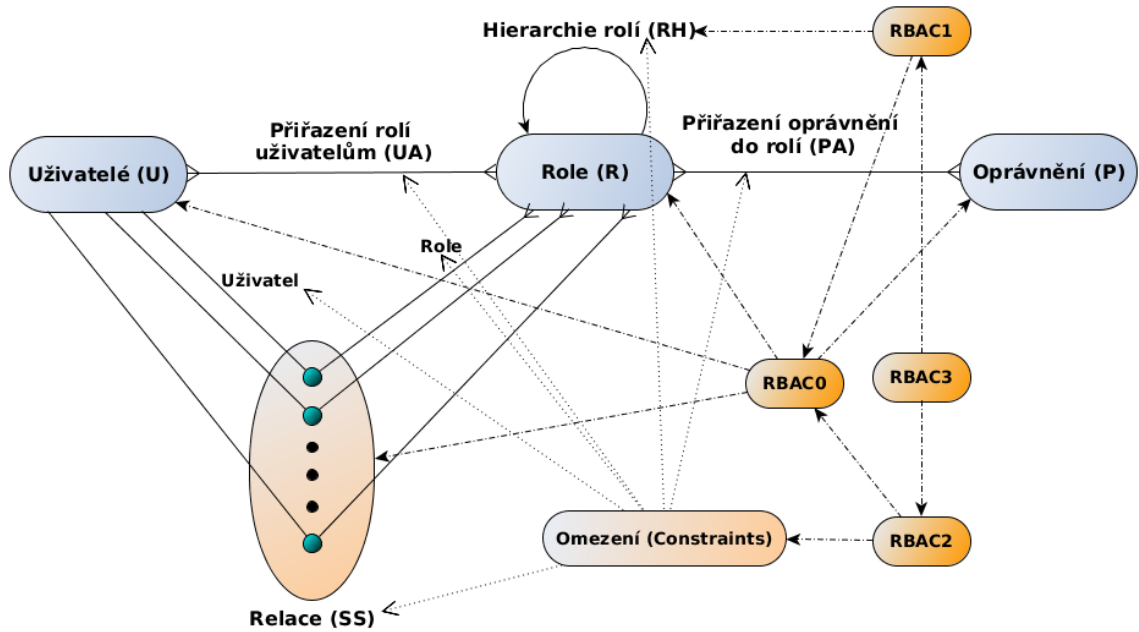 Hierarchie rolí (RH)
RBAC1
Přiřazení rolí
uživatelům (UA)
Přiřazení oprávnění
do rolí (PA)
Uživatelé (U)
Role (R)
Oprávnění (P)
Role
Uživatel
RBAC0
RBAC3
Omezení (Constraints)
RBAC2
Relace (SS)